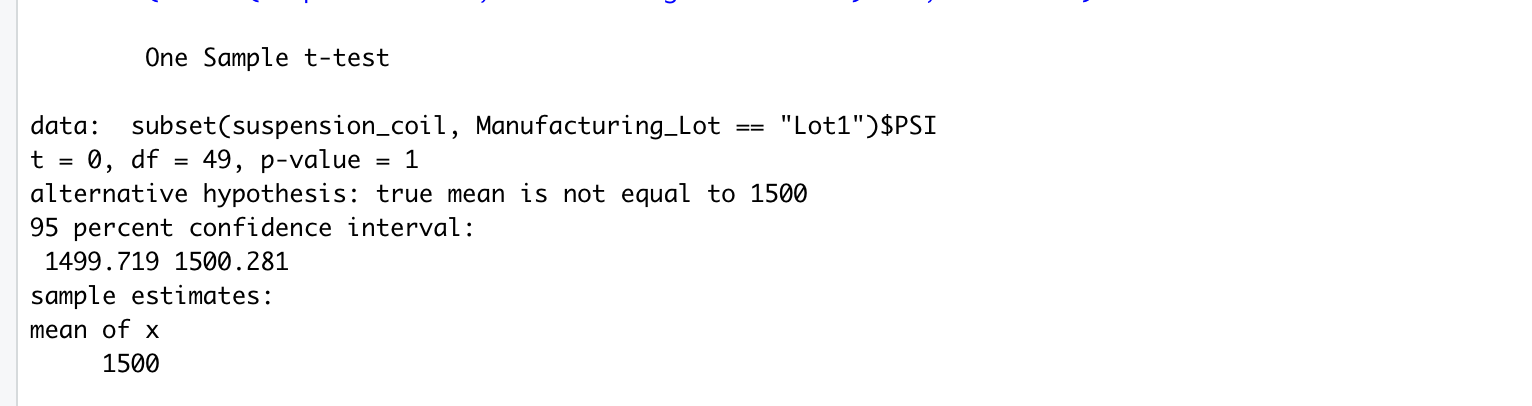 One Sample t-test
data:  subset(suspension_coil, Manufacturing_Lot == "Lot1")$PSI
t = 0, df = 49, p-value = 1
alternative hypothesis: true mean is not equal to 1500
95 percent confidence interval:
1499.719 1500.281
sample estimates:
mean of x
1500